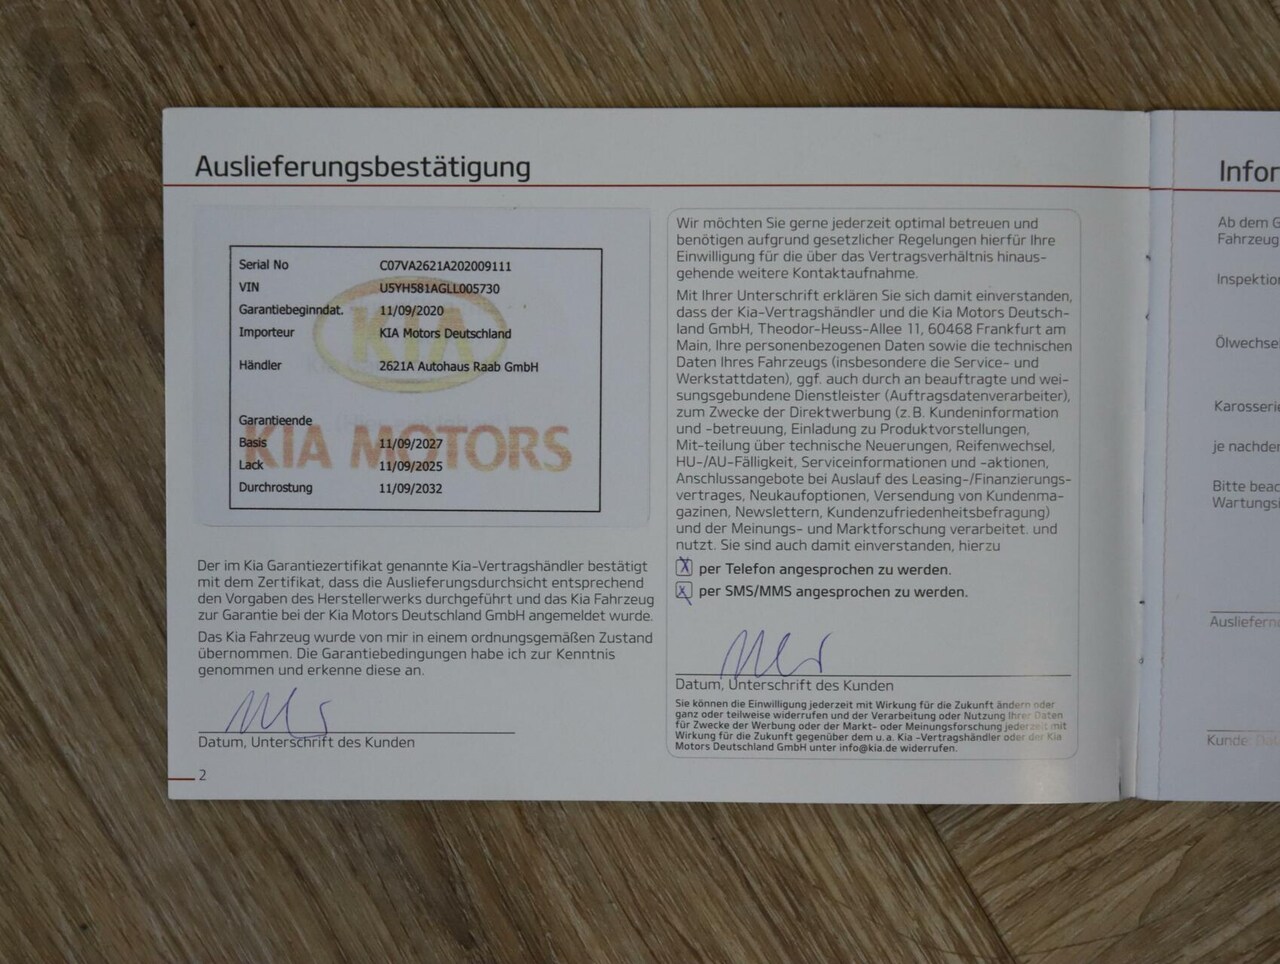 Auslieferungsbestätigung
Serial No C07VA2621A202009111
VIN U5YH581AGLL005730
Garantiebeginndat. 11/09/2020
Importeur KIA Motors Deutschland
Händler 2621A Autohaus Raab GmbH
Garantieende
Basis 11/09/2027
Lack 11/09/2025
Durchrostung 11/09/2032
KIA
KIA MOTORS
Der im Kia Garantiezertifikat genannte Kia-Vertragshändler bestätigt
mit dem Zertifikat, dass die Auslieferungsdurchsicht entsprechend
den Vorgaben des Herstellerwerks durchgeführt und das Kia Fahrzeug
zur Garantie bei der Kia Motors Deutschland GmbH angemeldet wurde.
Das Kia Fahrzeug wurde von mir in einem ordnungsgemäßen Zustand
übernommen. Die Garantiebedingungen habe ich zur Kenntnis
genommen und erkenne diese an.
Datum, Unterschrift des Kunden
2
Wir möchten Sie gerne jederzeit optimal betreuen und
benötigen aufgrund gesetzlicher Regelungen hierfür Ihre
Einwilligung für die über das Vertragsverhältnis hinaus-
gehende weitere Kontaktaufnahme.
Mit Ihrer Unterschrift erklären Sie sich damit einverstanden,
dass der Kia-Vertragshändler und die Kia Motors Deutsch-
land GmbH, Theodor-Heuss-Allee 11, 60468 Frankfurt am
Main, Ihre personenbezogenen Daten sowie die technischen
Daten Ihres Fahrzeugs (insbesondere die Service- und
Werkstattdaten), ggf. auch durch an beauftragte und wei-
sungsgebundene Dienstleister (Auftragsdatenverarbeiter),
zum Zwecke der Direktwerbung (z.B. Kundeninformation
und -betreuung, Einladung zu Produktvorstellungen,
Mit-teilung über technische Neuerungen, Reifenwechsel,
HU-/AU-Fälligkeit, Serviceinformationen und -aktionen,
Anschlussangebote bei Auslauf des Leasing-/Finanzierungs-
vertrages, Neukaufoptionen, Versendung von Kundenma-
gazinen, Newslettern, Kundenzufriedenheitsbefragung)
und der Meinungs- und Marktforschung verarbeitet. und
nutzt. Sie sind auch damit einverstanden, hierzu
X per Telefon angesprochen zu werden.
X per SMS/MMS angesprochen zu werden.
Datum, Unterschrift des Kunden
Sie können die Einwilligung jederzeit mit Wirkung für die Zukunft ändern oder
ganz oder teilweise widerrufen und der Verarbeitung oder Nutzung Ihrer Daten
für Zwecke der Werbung oder der Markt- oder Meinungsforschung jederzeit mit
Wirkung für die Zukunft gegenüber dem u. a. Kia -Vertragshändler oder der Kia
Motors Deutschland GmbH unter info@kia.de widerrufen.
Infor
Ab dem G
Fahrzeug
Inspektio
Ölwechse
Karosserie
je nachde
Bitte beac
Wartungs
Ausliefern
Kunde: Dat